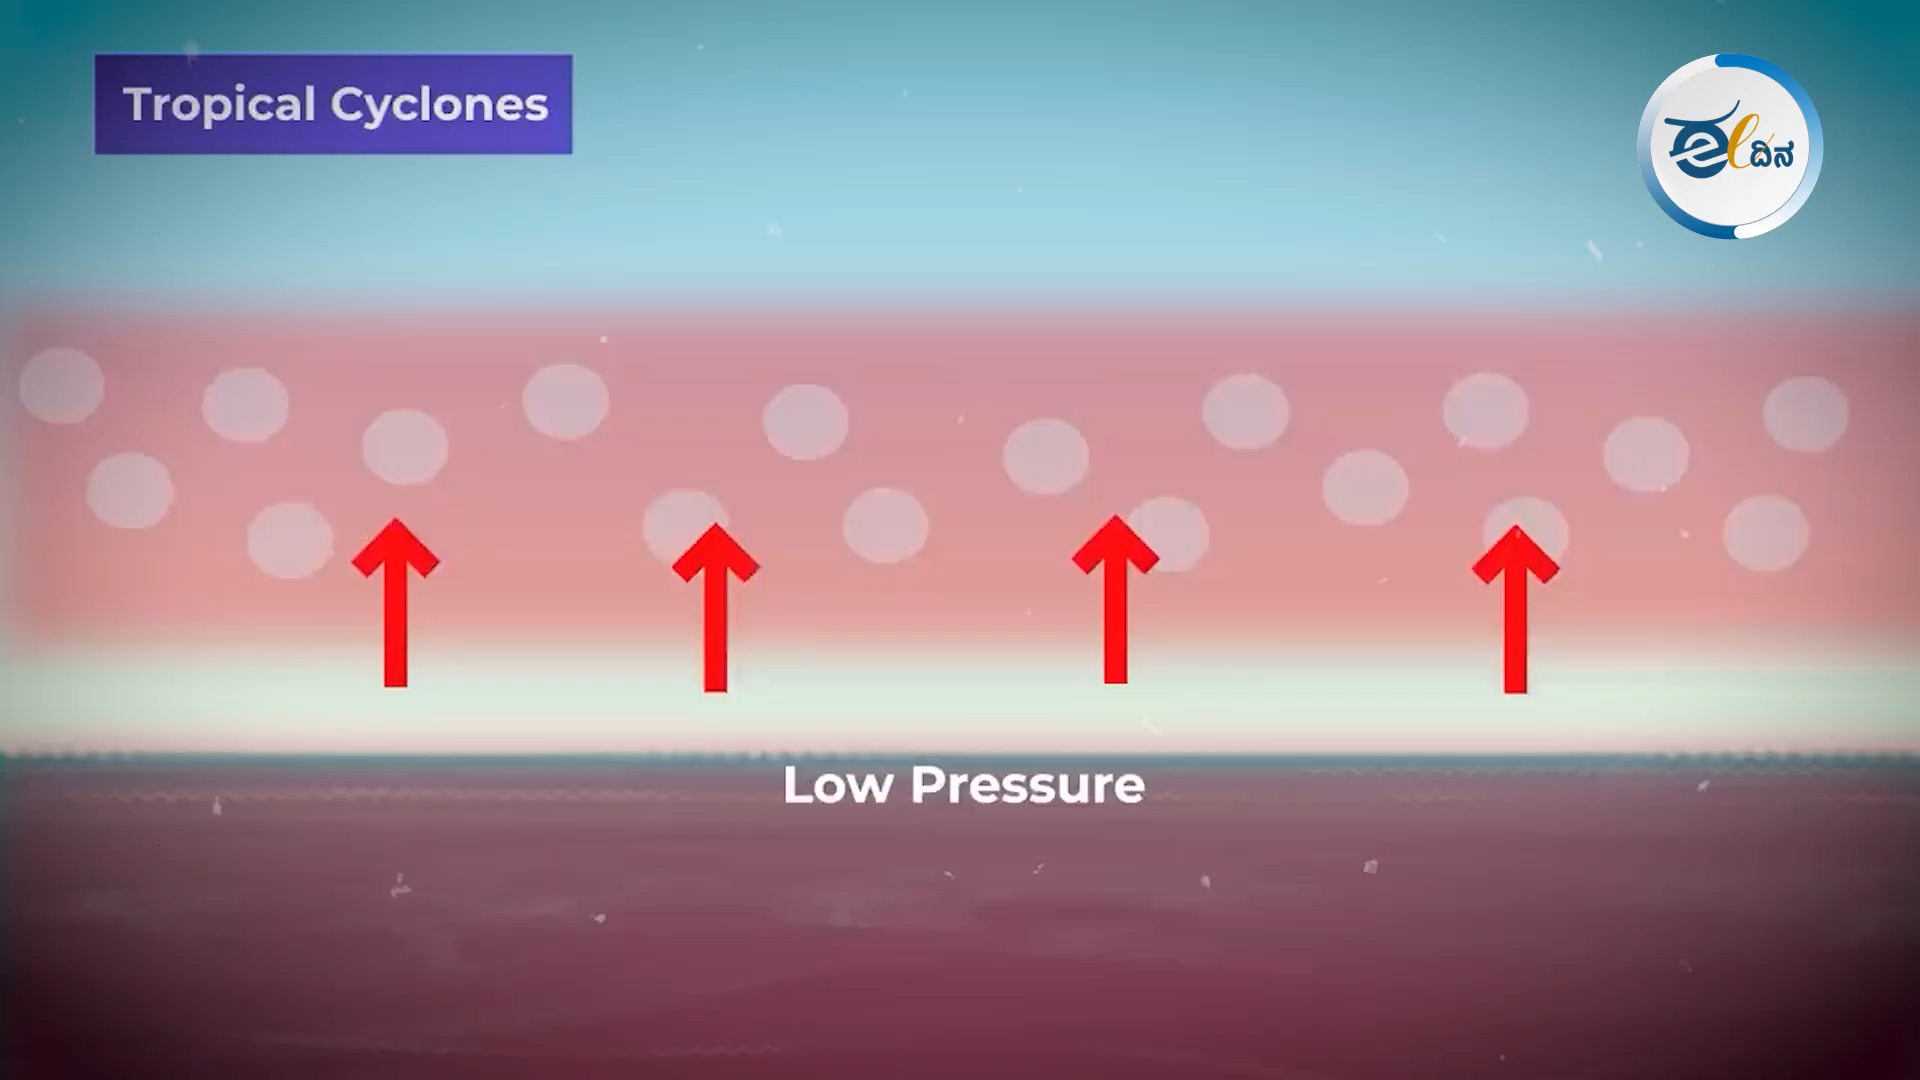 Tropical Cyclones
ಈ ದಿನ
Low Pressure